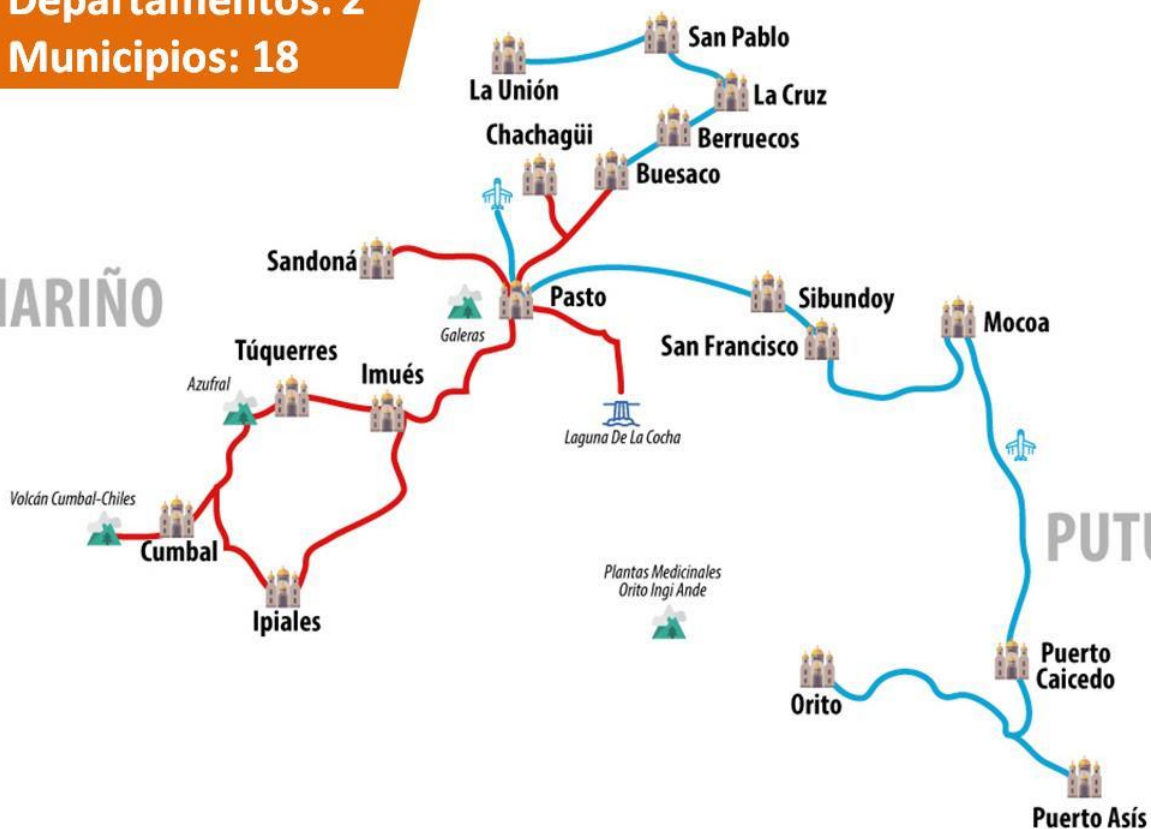 Departamentos: 2
Municipios: 18
San Pablo
La Unión
La Cruz
Chachagüi
Berruecos
Buesaco
Sandoná
Pasto
Sibundoy
Galeras
San Francisco
Mocoa
Túquerres
Imués
Azufral
Laguna De La Cocha
Volcán Cumbal-Chiles
Cumbal
Plantas Medicinales
Orito Ingi Ande
Ipiales
Puerto
Caicedo
Orito
Puerto Asís